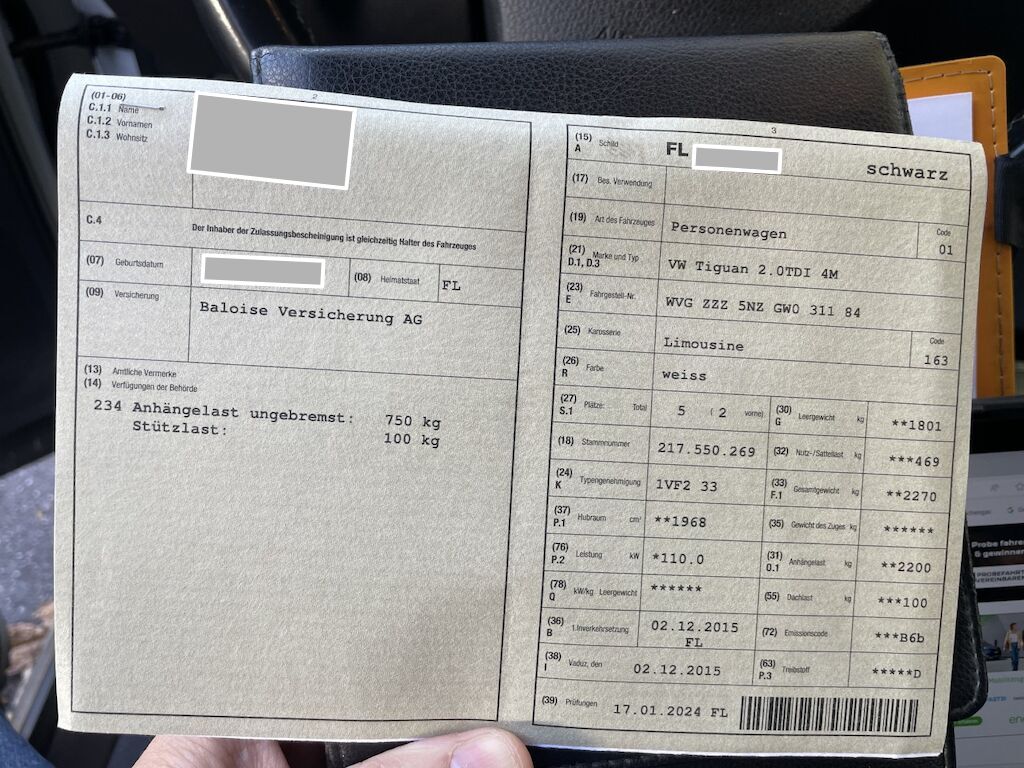 2
(01-06)
C.1.1 Name
C.1.2 Vornamen
C.1.3 Wohnsitz
C.4
Der Inhaber der Zulassungsbescheinigung ist gleichzeitig Halter des Fahrzeuges
(07) Geburtsdatum
(08) Heimatstaat FL
(09) Versicherung Baloise Versicherung AG
(13) Amtliche Vermerke
(14) Verfügungen der Behörde
234 Anhängelast ungebremst: 750 kg
Stützlast: 100 kg
3
(15) A Schild FL schwarz
(17) Bes. Verwendung
(19) Art des Fahrzeuges Personenwagen Code 01
(21) D.1, D.3 Marke und Typ VW Tiguan 2.0TDI 4M
(23) E Fahrgestell-Nr. WVG ZZZ 5NZ GW0 311 84
(25) Karosserie Limousine Code 163
(26) R Farbe weiss
(27) S.1 Plätze: Total 5 ( 2 vorne)
(30) G Leergewicht kg **1801
(18) Stammnummer 217.550.269
(32) Nutz-/Sattellast kg ***469
(24) K Typengenehmigung 1VF2 33
(33) F.1 Gesamtgewicht kg **2270
(37) P.1 Hubraum cm³ **1968
(35) Gewicht des Zuges kg ******
(76) P.2 Leistung kW *110.0
(31) O.1 Anhängelast kg **2200
(78) Q kW/kg Leergewicht ******
(55) Dachlast kg ***100
(36) B 1.Inverkehrsetzung 02.12.2015 FL
(72) Emissionscode ***B6b
(38) I Vaduz, den 02.12.2015
(63) P.3 Treibstoff *****D
(39) Prüfungen 17.01.2024 FL
Probe fahren
& gewinnen